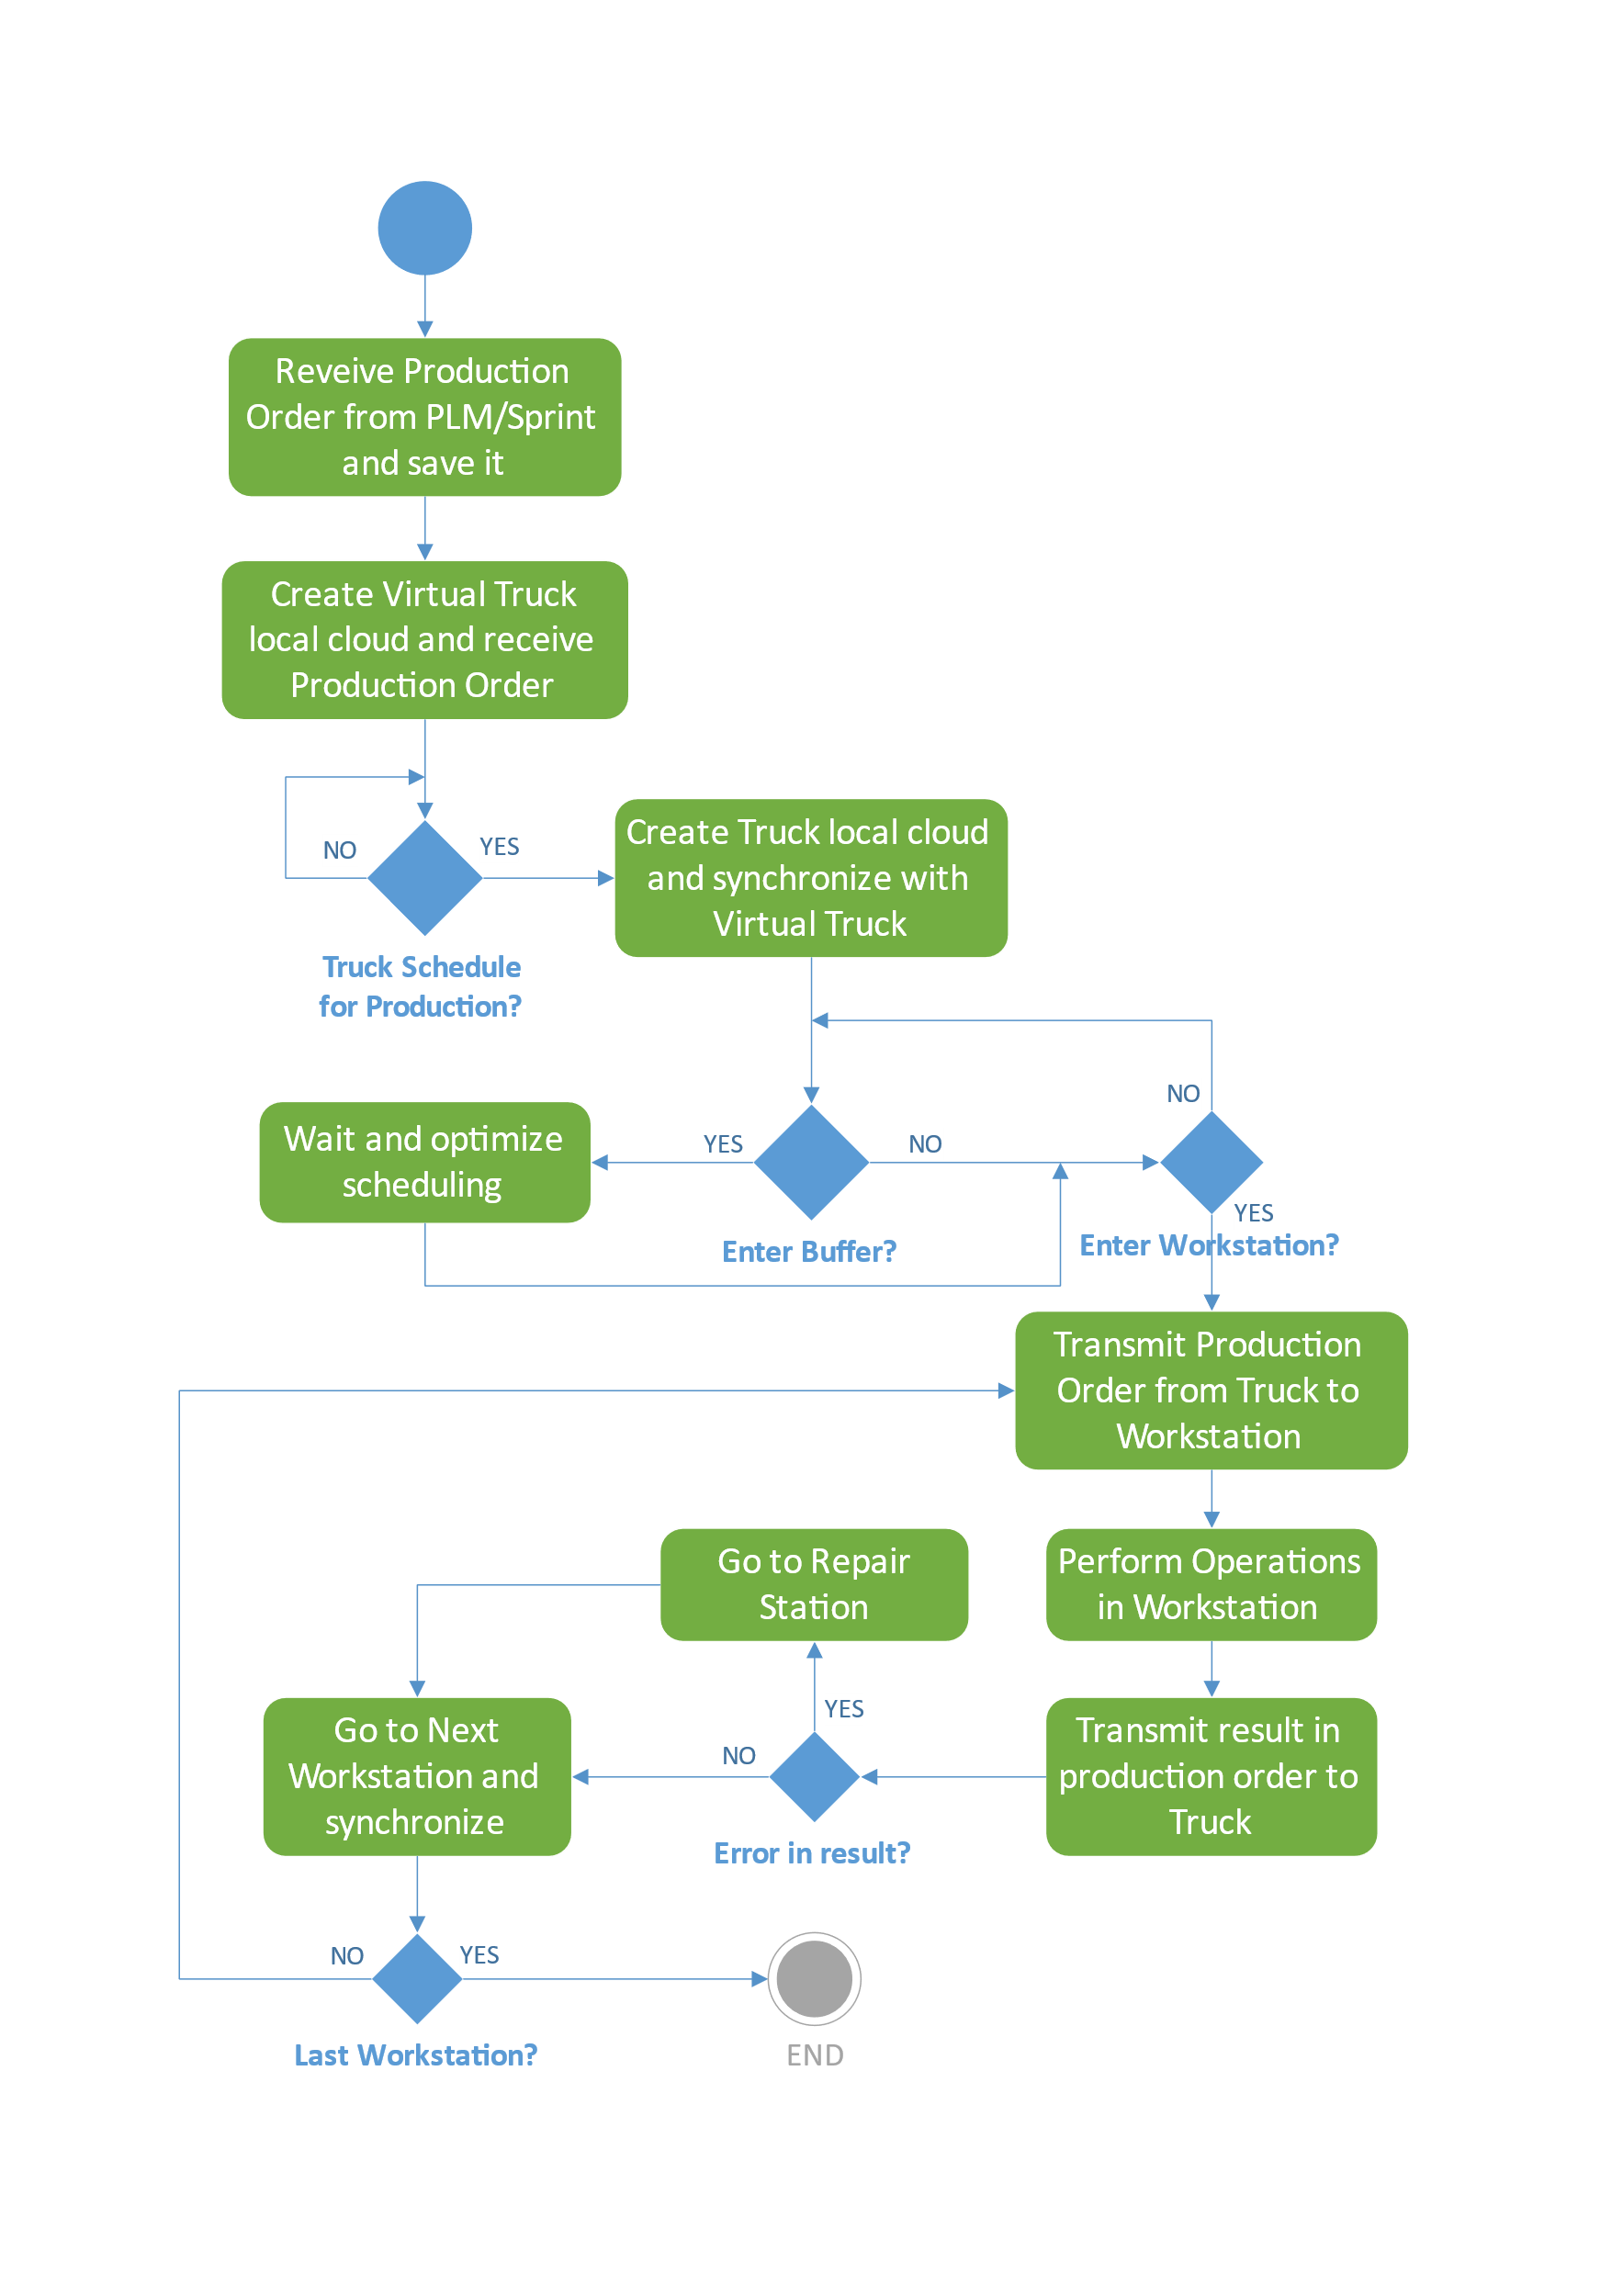 Reveive Production
Order from PLM/Sprint
and save it
Create Virtual Truck
local cloud and receive
Production Order
NO
YES
Truck Schedule
for Production?
Create Truck local cloud
and synchronize with
Virtual Truck
Wait and optimize
scheduling
YES
NO
Enter Buffer?
NO
YES
Enter Workstation?
Transmit Production
Order from Truck to
Workstation
Perform Operations
in Workstation
Transmit result in
production order to
Truck
Go to Repair
Station
YES
NO
Error in result?
Go to Next
Workstation and
synchronize
NO
YES
Last Workstation?
END